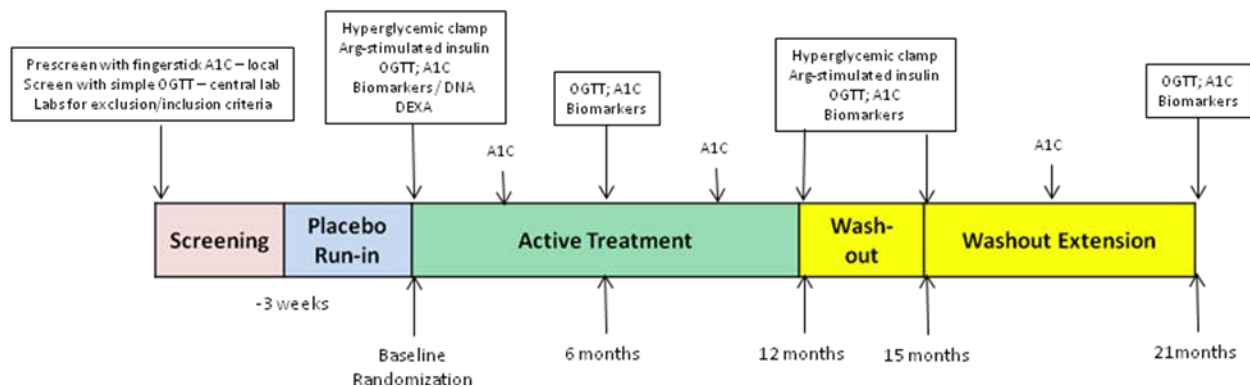 Prescreen with fingerstick A1C – local
Screen with simple OGTT – central lab
Labs for exclusion/inclusion criteria
Hyperglycemic clamp
Arg-stimulated insulin
OGTT; A1C
Biomarkers / DNA
DEXA
A1C
OGTT; A1C
Biomarkers
A1C
Hyperglycemic clamp
Arg-stimulated insulin
OGTT; A1C
Biomarkers
A1C
OGTT; A1C
Biomarkers
Screening
Placebo
Run-in
Active Treatment
Wash-
out
Washout Extension
-3 weeks
Baseline
Randomization
6 months
12 months
15 months
21months